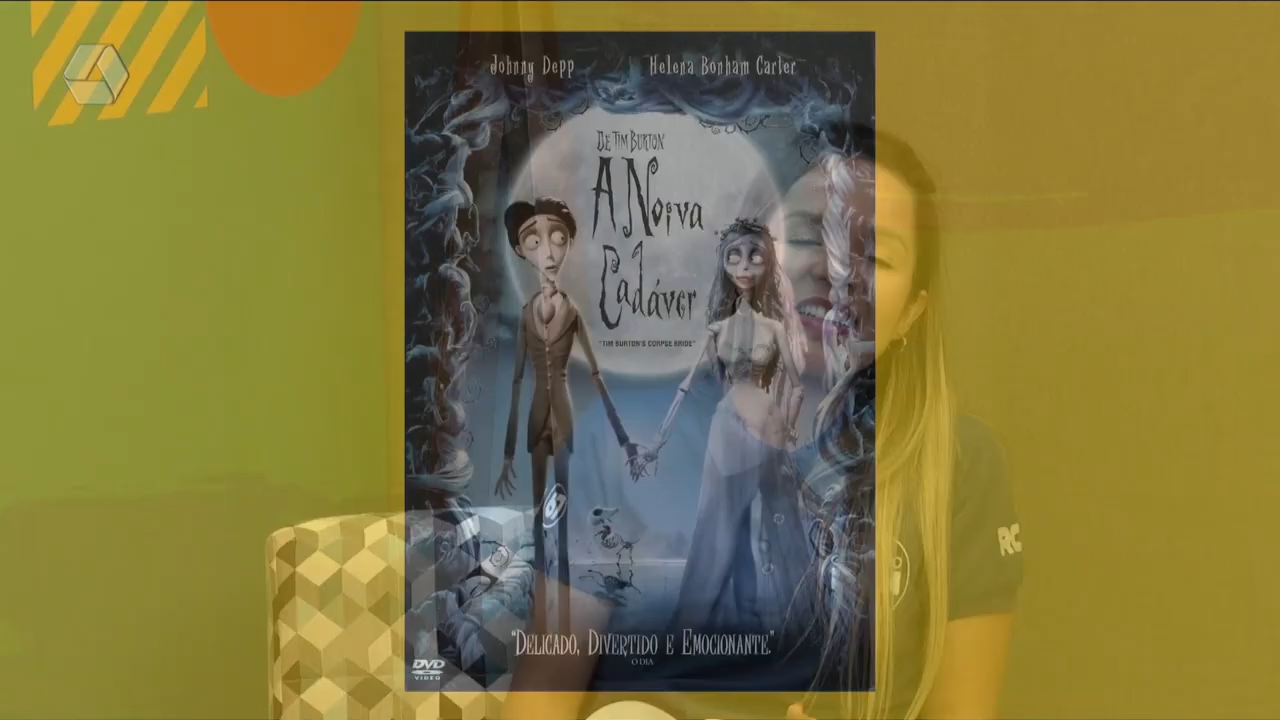 Johnny Depp Helena Bonham Carter
DE TIM BURTON
A Noiva
Cadáver
"TIM BURTON'S CORPSE BRIDE"
"DELICADO, DIVERTIDO E EMOCIONANTE."
O DIA
DVD
VIDEO
RC